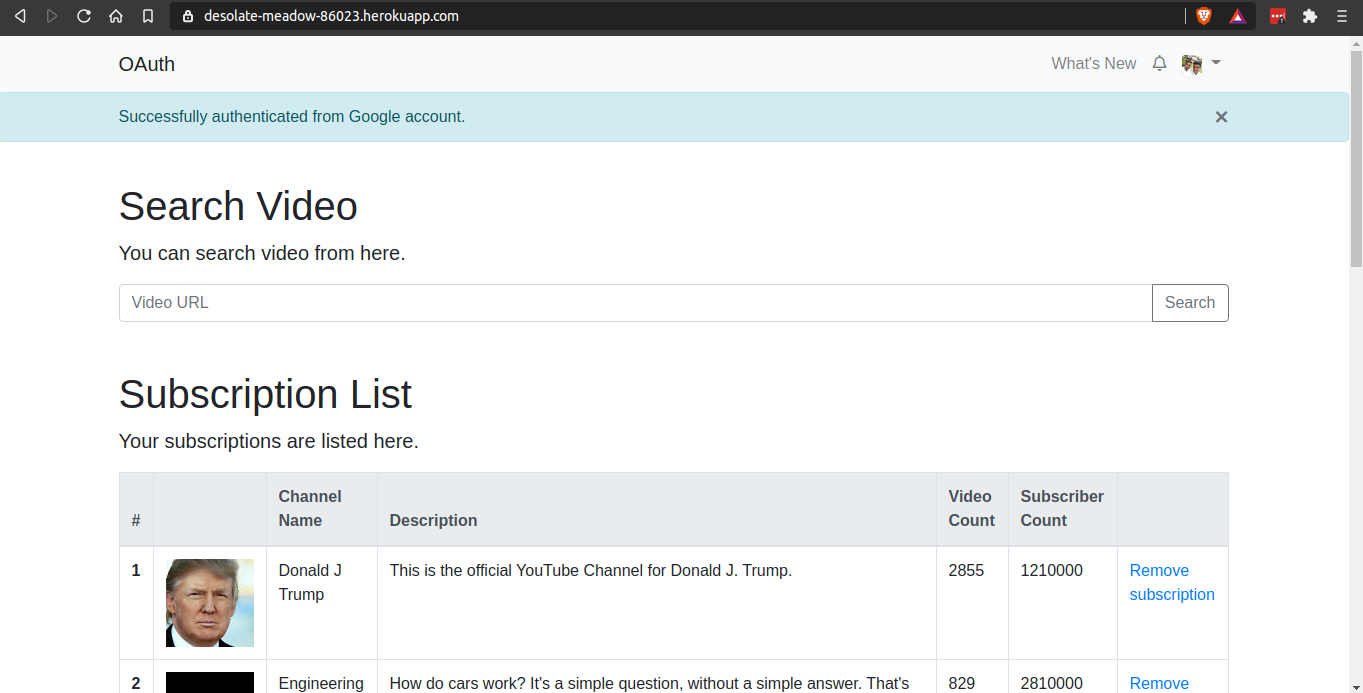 desolate-meadow-86023.herokuapp.com
OAuth
What's New
Successfully authenticated from Google account.
×
Search Video
You can search video from here.
Video URL
Search
Subscription List
Your subscriptions are listed here.
#
Channel
Name
Description
Video
Count
Subscriber
Count
1
Donald J
Trump
This is the official YouTube Channel for Donald J. Trump.
2855
1210000
Remove
subscription
2
Engineering
How do cars work? It's a simple question, without a simple answer. That's
829
2810000
Remove